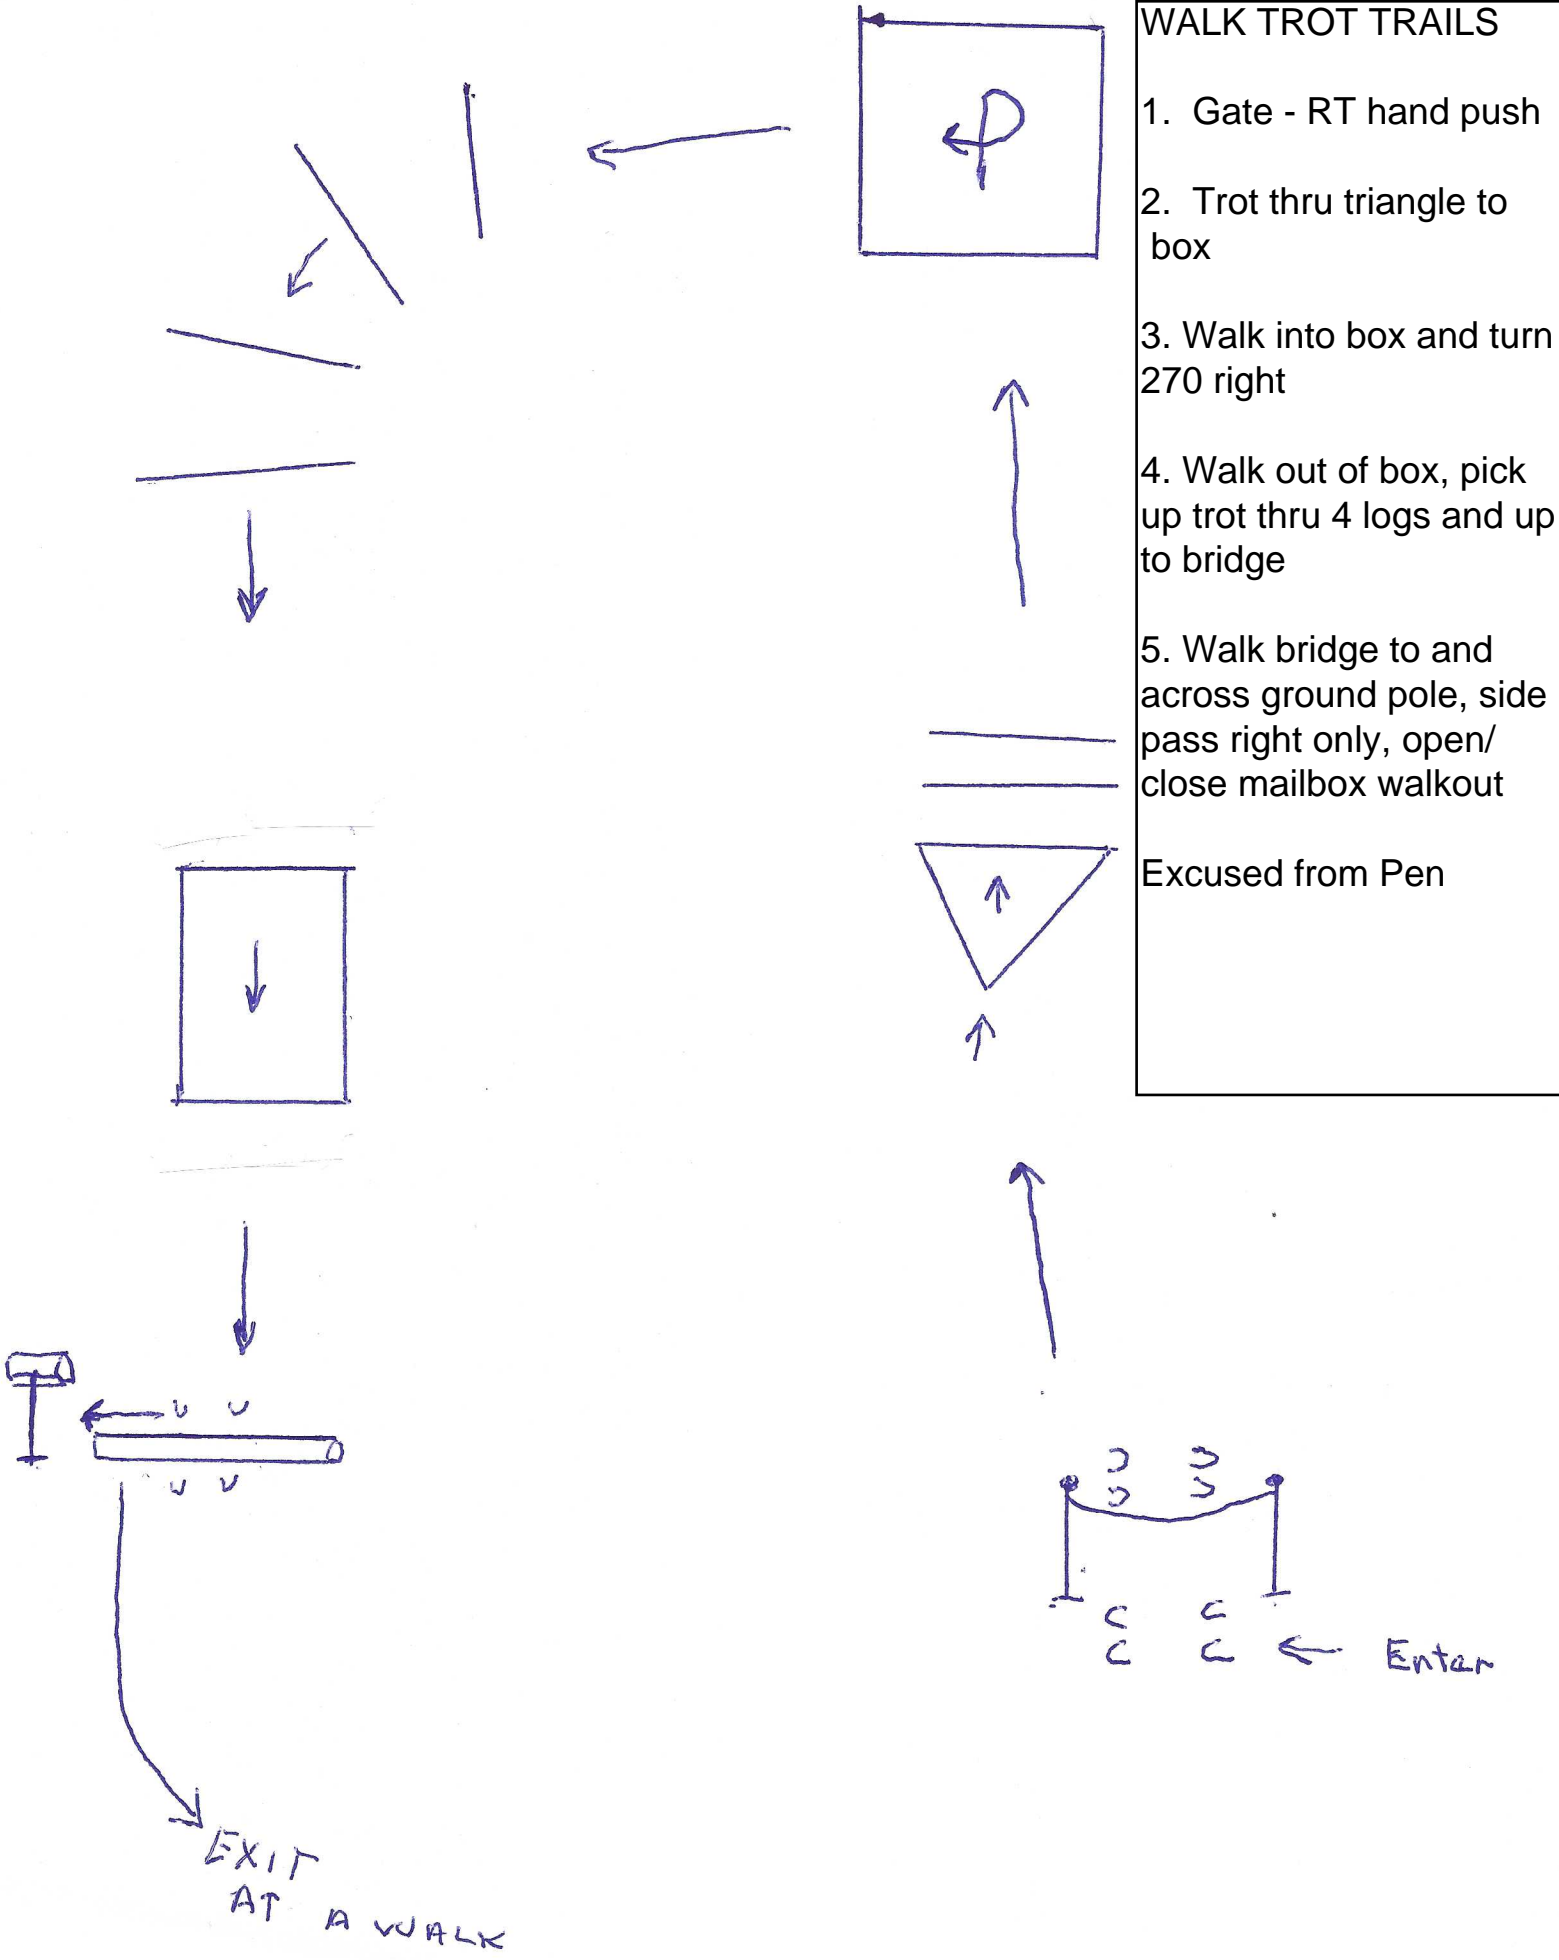 WALK TROT TRAILS
1. Gate - RT hand push
2. Trot thru triangle to
box
3. Walk into box and turn
270 right
4. Walk out of box, pick
up trot thru 4 logs and up
to bridge
5. Walk bridge to and
across ground pole, side
pass right only, open/
close mailbox walkout
Excused from Pen
Enter
EXIT
AT A WALK